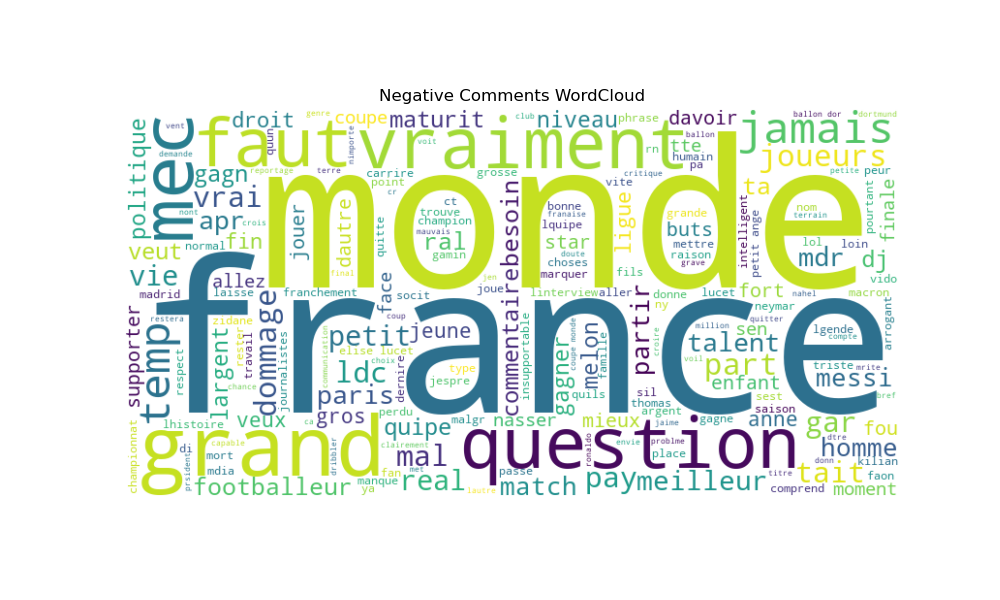 Negative Comments WordCloud
ballon dor
dortmund
genre
club
droit
coupe
maturit
niveau
phrase
davoir
jamais
vent
quun
nimporte
voit
ballon
demande
politique
mec
faut
vraiment
rn
tte
humain
pa
joueurs
reportage
terre
grosse
critique
petite
peur
gagn
carrire
point
cr
vite
ta
vrai
monde
ct
bonne
franaise
grande
nom
terrain
nont
crois
apr
jouer
dautre
quitte
trouve
champion
mauvais
lquipe
ligue
buts
intelligent
petit ange
pourtant
finale
veut
normal
fin
ral
gamin
star
doute
choses
mettre
raison
grave
lol
loin
mdr
dj
vie
allez
final
face
jen
marquer
fils
vido
madrid
laisse
franchement
socit
joue
linterview
aller
donne
lucet
fort
nahel
macron
restera
zidane
dommage
coup
commentaire
besoin
partir
ny
neymar
quitter
france
supporter
temp
respect
largent
rester
travail
chance
journalistes
communication
petit
jeune
elise lucet
choix
dernire
type
jespre
insupportable
gagner
melon
famille
croire
million
voil
sen
talent
part
lgende
compte
arrogant
triste
mrite
messi
ldc
paris
quils
sil
thomas
argent
enfant
sest
saison
bref
championnat
lhistoire
veux
ca
gros
perdu
malgr
nasser
mieux
jaime
gagne
anne
gar
fou
grand
quipe
question
di
mort
capable
dribbler
clairement
mal
ronaldo
envie
problme
place
dtre
homme
prsident
mdia
fan
met
passe
titre
donn
kilian
tait
faon
footballeur
manque
ya
real
lautre
match
pay
meilleur
comprend
moment